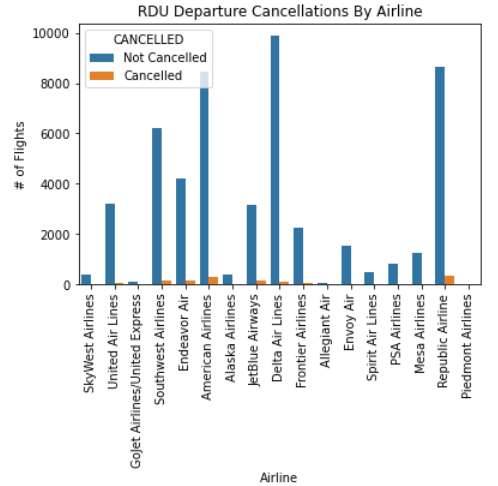 RDU Departure Cancellations By Airline
CANCELLED
Not Cancelled
Cancelled
# of Flights
10000
8000
6000
4000
2000
0
SkyWest Airlines
United Air Lines
GoJet Airlines/United Express
Southwest Airlines
Endeavor Air
American Airlines
Alaska Airlines
JetBlue Airways
Delta Air Lines
Frontier Airlines
Allegiant Air
Envoy Air
Spirit Air Lines
PSA Airlines
Mesa Airlines
Republic Airline
Piedmont Airlines
Airline